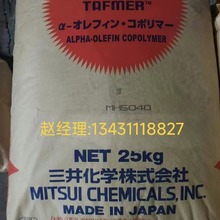 TAFMER™
α-オレフィン・コポリマー
ALPHA-OLEFIN COPOLYMER
MH5040
赵经理:13431118827
NET 25kg
三井化学株式会社
MITSUI CHEMICALS, INC.
MADE IN JAPAN